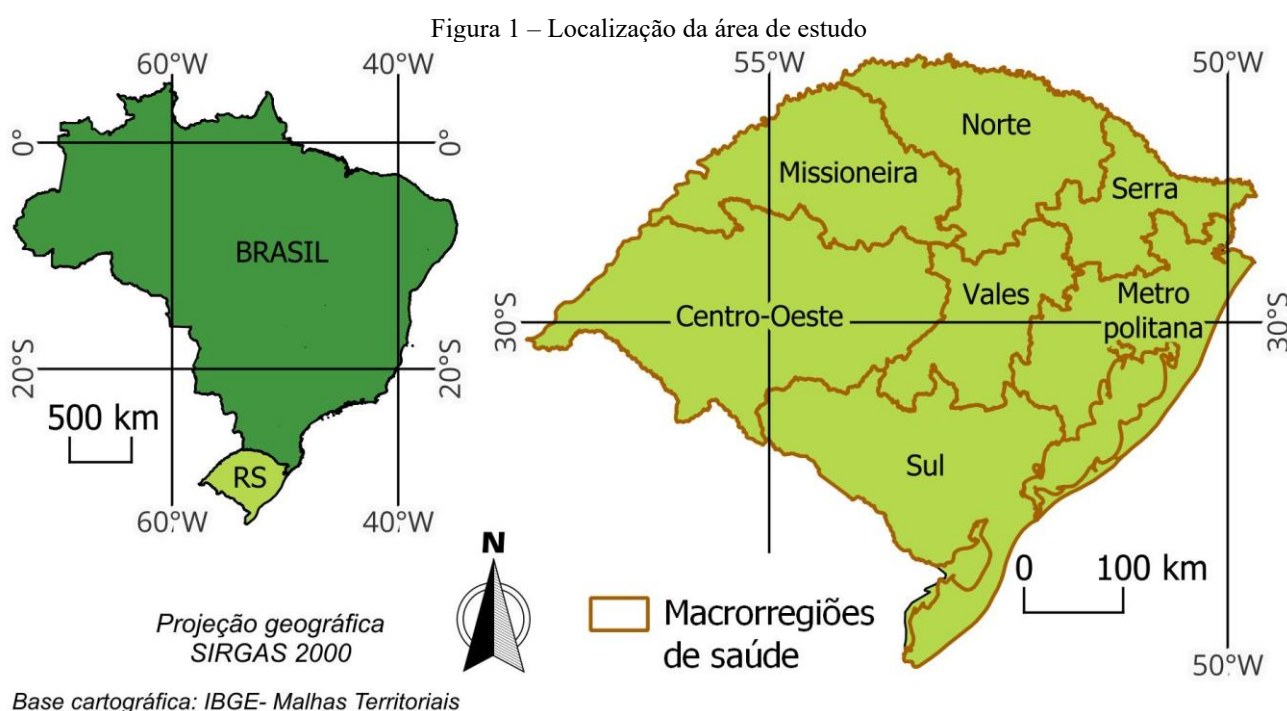 Figura 1 – Localização da área de estudo
60°W
40°W
0°
0°
BRASIL
20°S
20°S
500 km
RS
60°W
40°W
55°W
50°W
Norte
Missioneira
Serra
Vales
Metro
politana
Centro-Oeste
30°S
30°S
Sul
0
100 km
50°W
N
Macrorregiões
de saúde
Projeção geográfica
SIRGAS 2000
Base cartográfica: IBGE- Malhas Territoriais